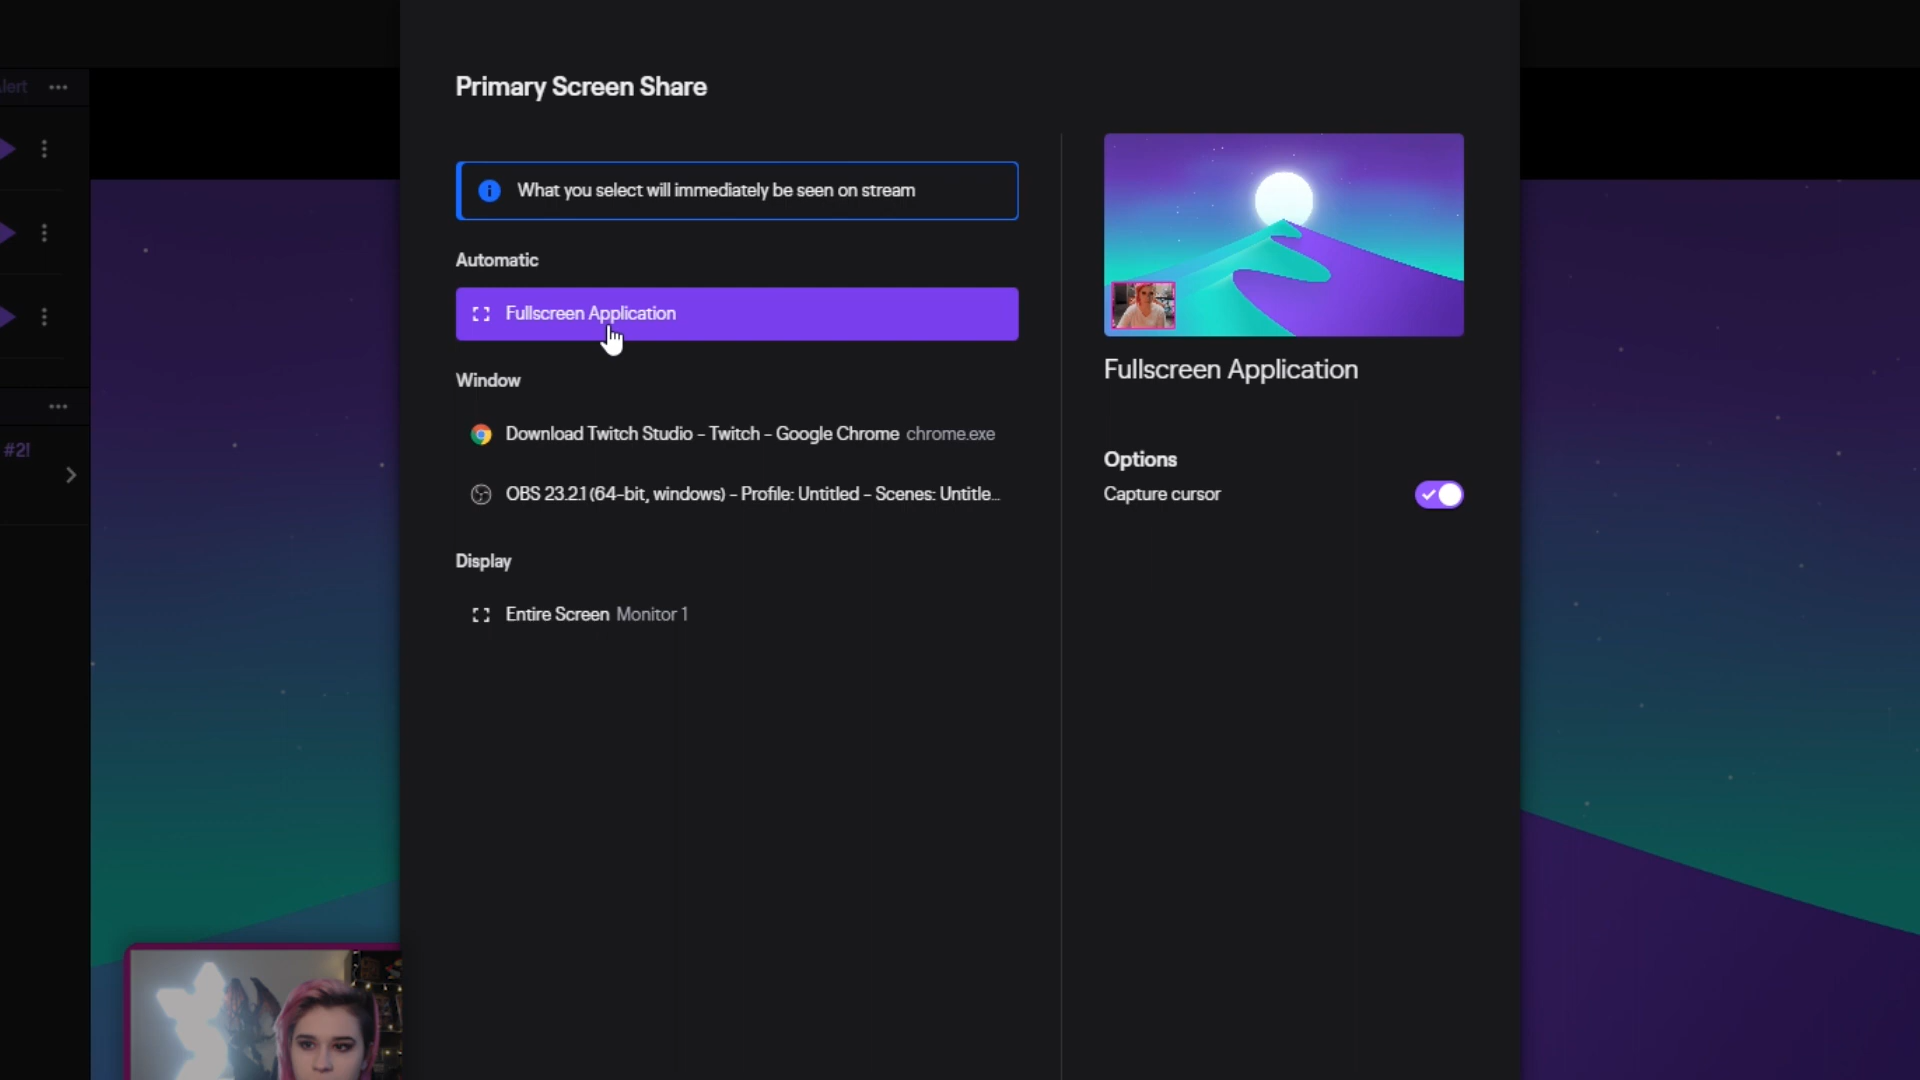 Primary Screen Share
lert
What you select will immediately be seen on stream
Automatic
Fullscreen Application
Fullscreen Application
Window
Download Twitch Studio - Twitch - Google Chrome chrome.exe
#2!
Options
OBS 23.2.1 (64-bit, windows) - Profile: Untitled - Scenes: Untitle...
Capture cursor
Display
Entire Screen Monitor 1